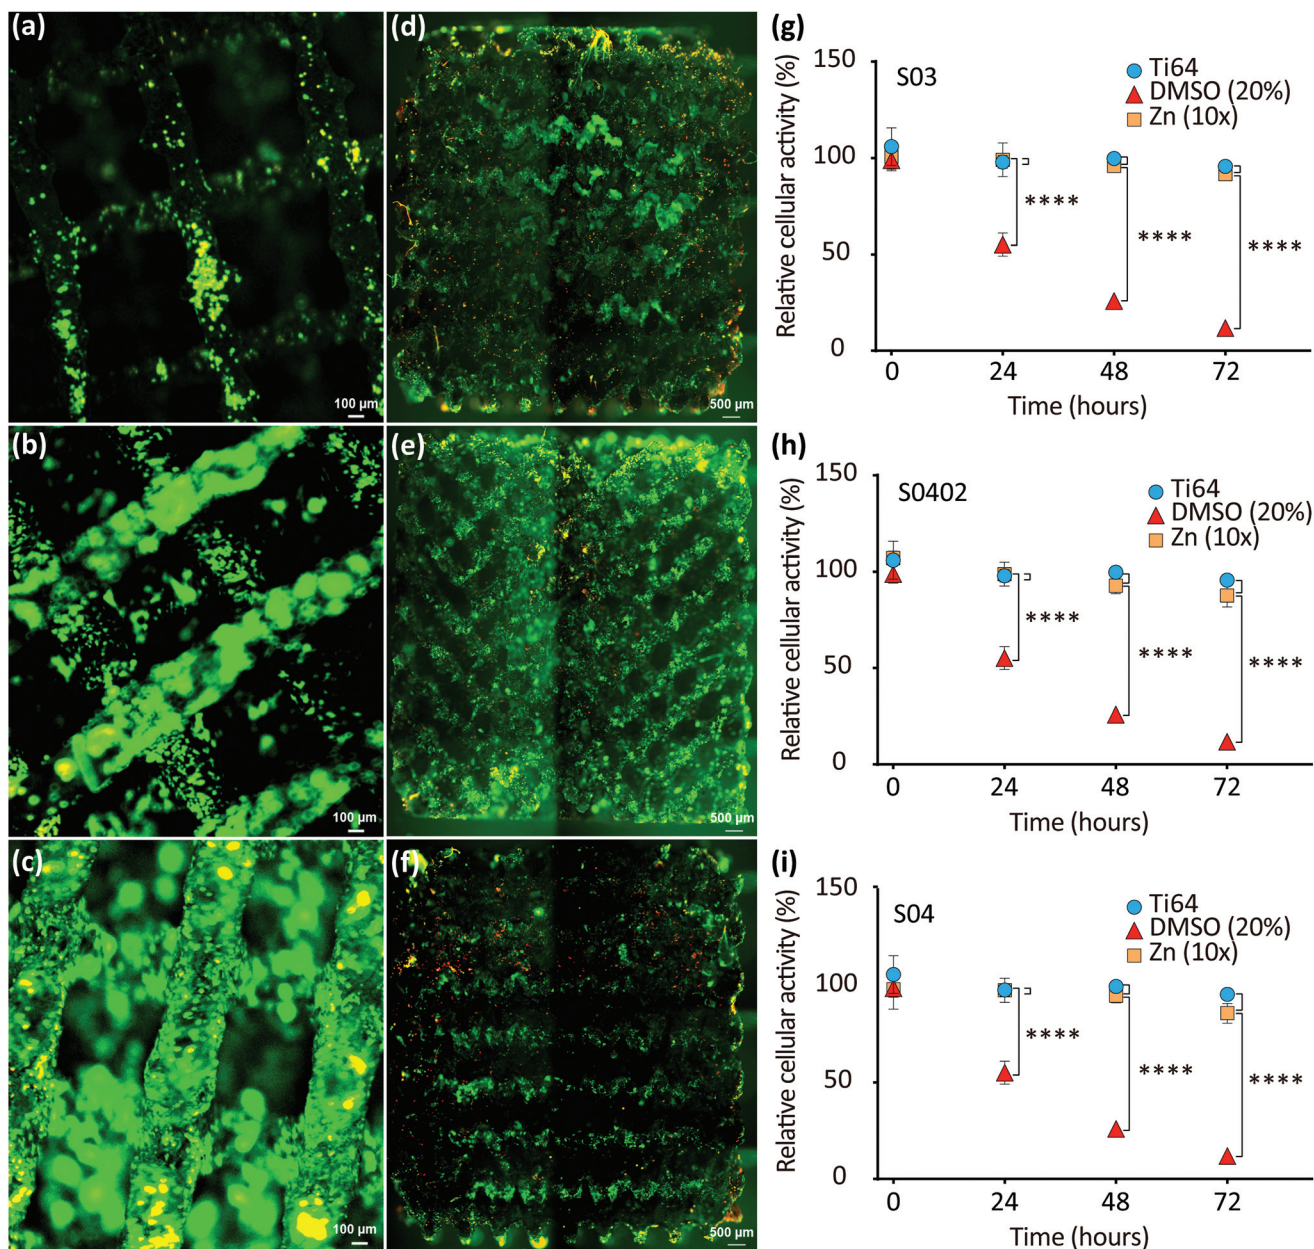 (a)
100 µm
(b)
100 µm
(c)
100 µm
(d)
500 µm
(e)
500 µm
(f)
500 µm
(g)
S03
Ti64
DMSO (20%)
Zn (10x)
Relative cellular activity (%)
150
100
50
0
****
****
****
0 24 48 72
Time (hours)
(h)
S0402
Ti64
DMSO (20%)
Zn (10x)
Relative cellular activity (%)
150
100
50
0
****
****
****
0 24 48 72
Time (hours)
(i)
S04
Ti64
DMSO (20%)
Zn (10x)
Relative cellular activity (%)
150
100
50
0
****
****
****
0 24 48 72
Time (hours)